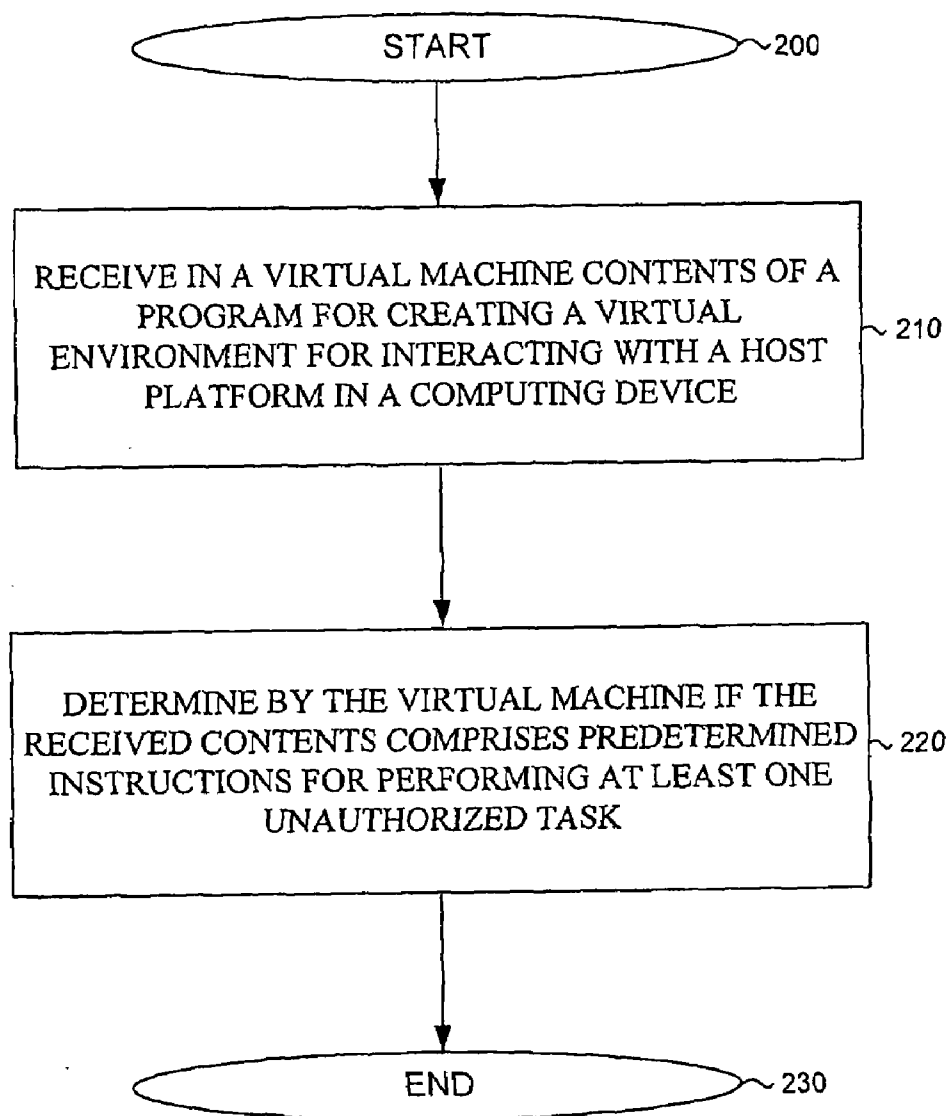 START
200
RECEIVE IN A VIRTUAL MACHINE CONTENTS OF A
PROGRAM FOR CREATING A VIRTUAL
ENVIRONMENT FOR INTERACTING WITH A HOST
PLATFORM IN A COMPUTING DEVICE
210
DETERMINE BY THE VIRTUAL MACHINE IF THE
RECEIVED CONTENTS COMPRISES PREDETERMINED
INSTRUCTIONS FOR PERFORMING AT LEAST ONE
UNAUTHORIZED TASK
220
END
230